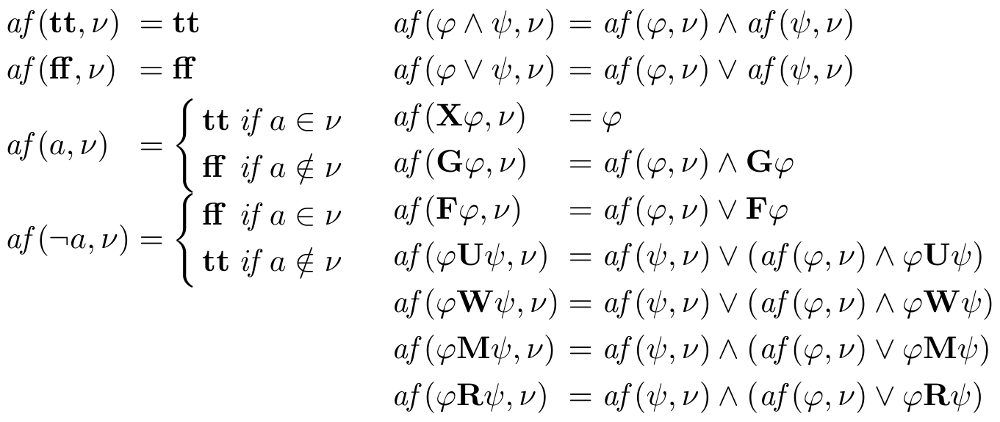 af(tt, ν) = tt
af(ff, ν) = ff
af(a, ν) = { tt if a ∈ ν
ff if a ∉ ν
af(¬a, ν) = { ff if a ∈ ν
tt if a ∉ ν
af(φ ∧ ψ, ν) = af(φ, ν) ∧ af(ψ, ν)
af(φ ∨ ψ, ν) = af(φ, ν) ∨ af(ψ, ν)
af(Xφ, ν) = φ
af(Gφ, ν) = af(φ, ν) ∧ Gφ
af(Fφ, ν) = af(φ, ν) ∨ Fφ
af(φUψ, ν) = af(ψ, ν) ∨ (af(φ, ν) ∧ φUψ)
af(φWψ, ν) = af(ψ, ν) ∨ (af(φ, ν) ∧ φWψ)
af(φMψ, ν) = af(ψ, ν) ∧ (af(φ, ν) ∨ φMψ)
af(φRψ, ν) = af(ψ, ν) ∧ (af(φ, ν) ∨ φRψ)